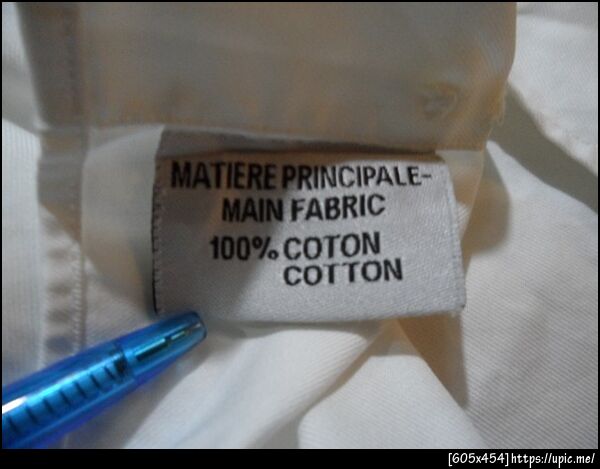 MATIERE PRINCIPALE-
MAIN FABRIC
100% COTON
COTTON
[605x454]https://upic.me/